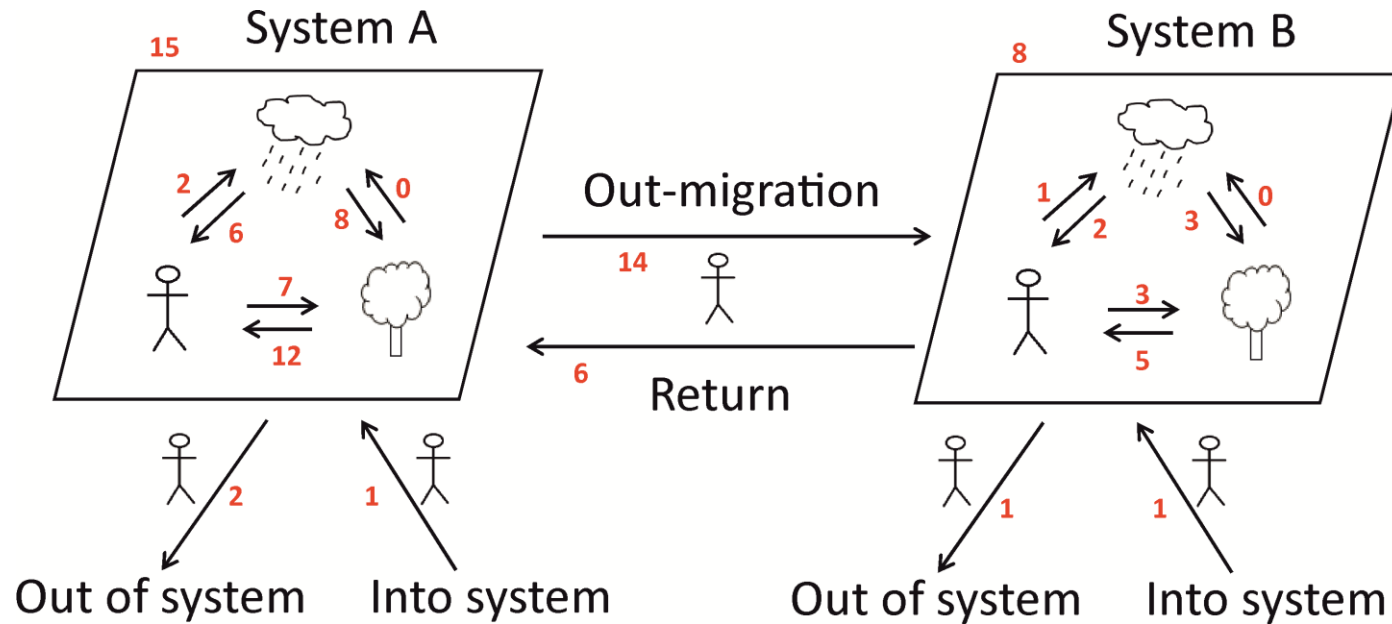 System A
15
2
6
8
0
7
12
Out-migration
14
6
Return
System B
8
1
2
3
0
3
5
2
1
Out of system
Into system
1
1
Out of system
Into system